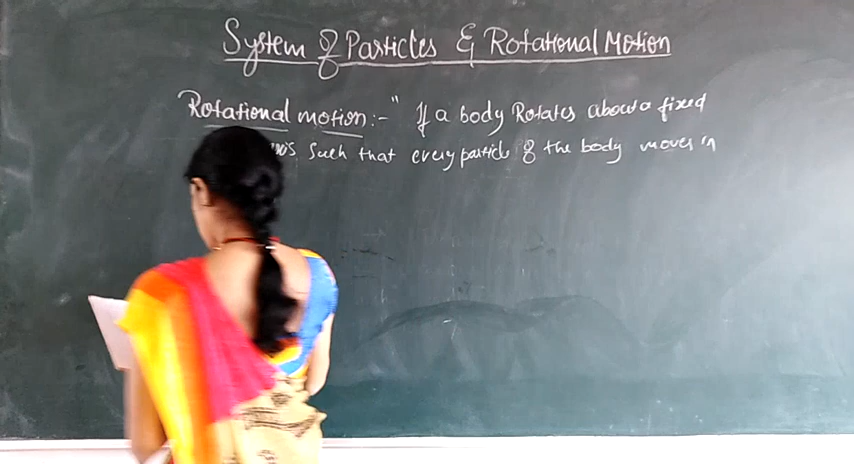 System of Particles & Rotational Motion
Rotational motion:- " If a body Rotates about a fixed
such that every particle of the body moves in